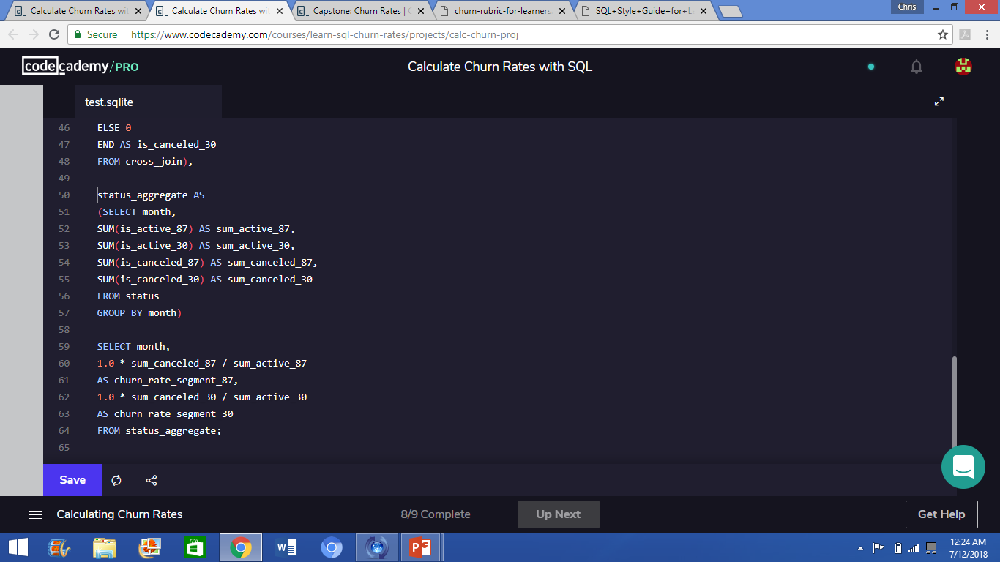 Calculate Churn Rates wit
Calculate Churn Rates wit
Capstone: Churn Rates |
churn-rubric-for-learners
SQL+Style+Guide+for+L
Chris
Secure
https://www.codecademy.com/courses/learn-sql-churn-rates/projects/calc-churn-proj
codecademy/PRO
Calculate Churn Rates with SQL
test.sqlite
46 ELSE 0
47 END AS is_canceled_30
48 FROM cross_join),
49
50 status_aggregate AS
51 (SELECT month,
52 SUM(is_active_87) AS sum_active_87,
53 SUM(is_active_30) AS sum_active_30,
54 SUM(is_canceled_87) AS sum_canceled_87,
55 SUM(is_canceled_30) AS sum_canceled_30
56 FROM status
57 GROUP BY month)
58
59 SELECT month,
60 1.0 * sum_canceled_87 / sum_active_87
61 AS churn_rate_segment_87,
62 1.0 * sum_canceled_30 / sum_active_30
63 AS churn_rate_segment_30
64 FROM status_aggregate;
65
Save
Calculating Churn Rates
8/9 Complete
Up Next
Get Help
12:24 AM
7/12/2018